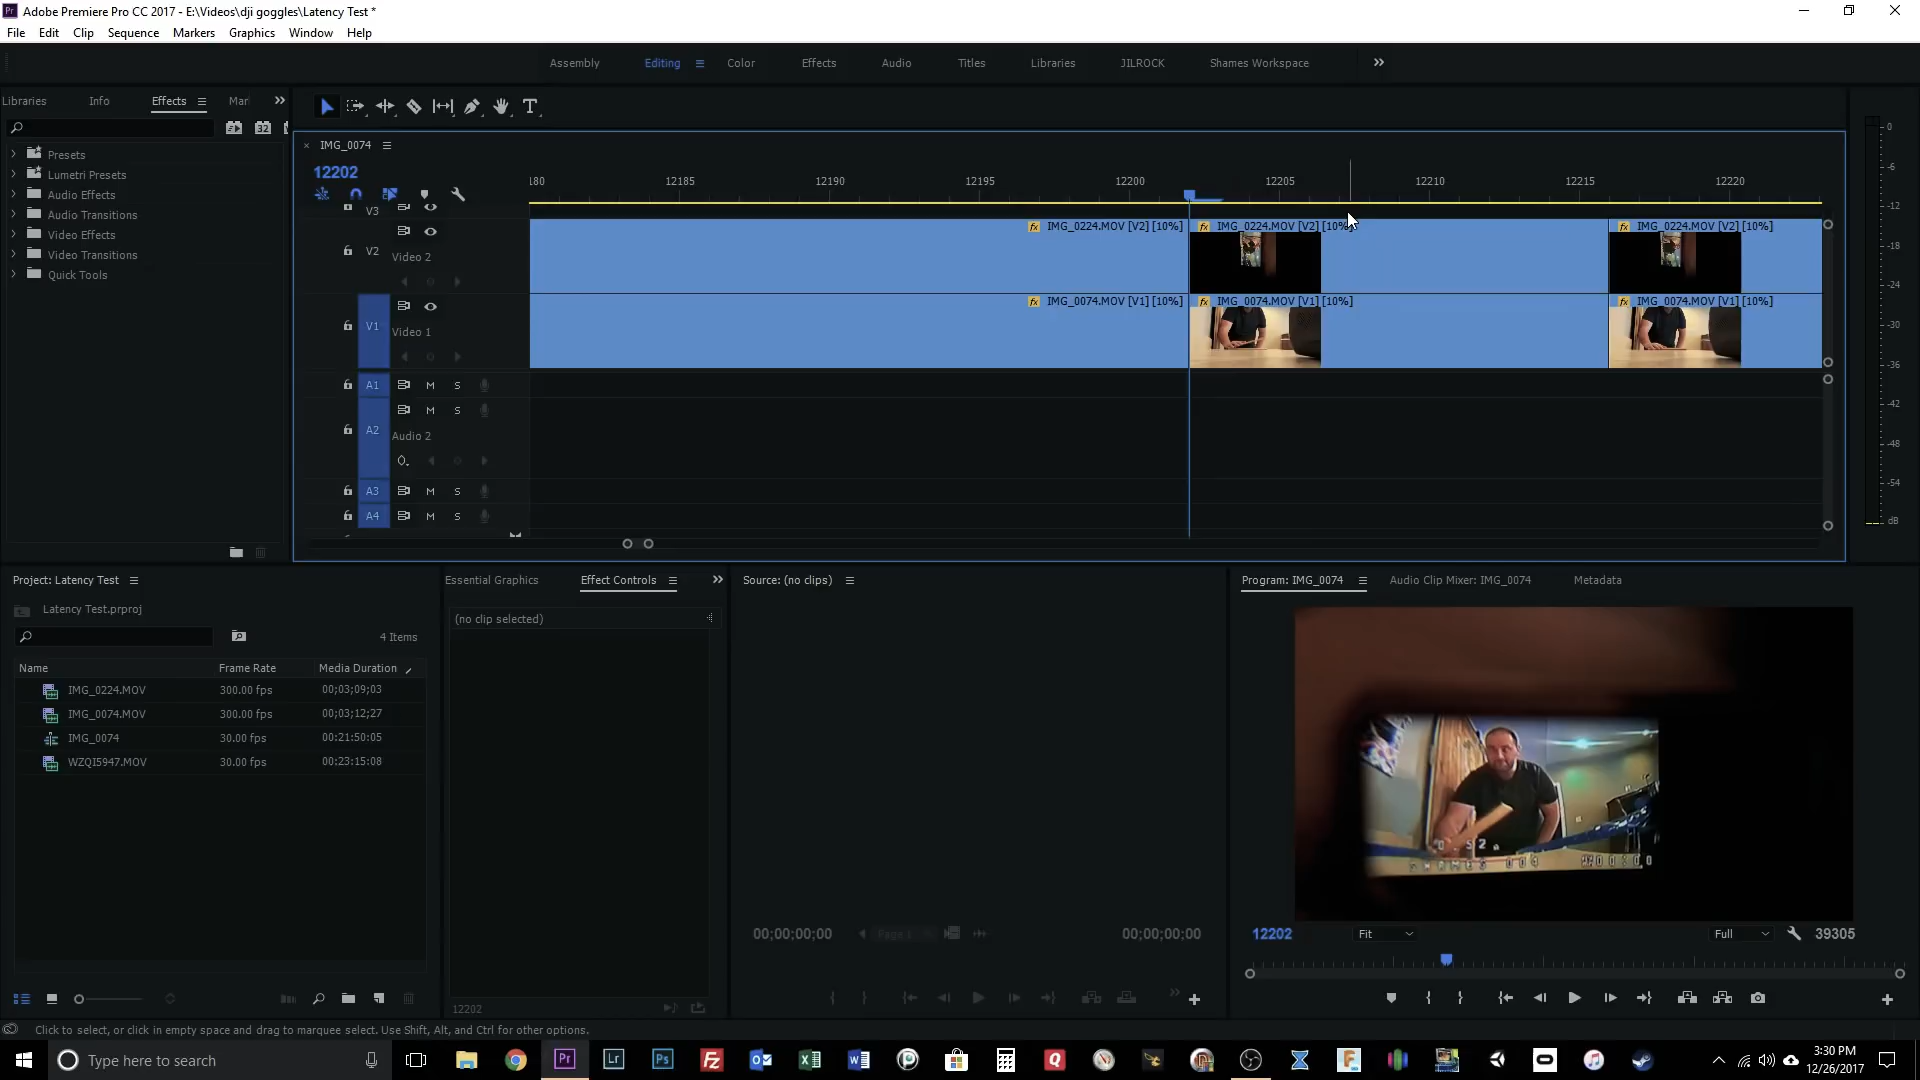 Adobe Premiere Pro CC 2017 - E:\Videos\dji goggles\Latency Test *
File Edit Clip Sequence Markers Graphics Window Help
Assembly Editing Color Effects Audio Titles Libraries JILROCK Shames Workspace
Libraries Info Effects Mar
32
Presets
Lumetri Presets
Audio Effects
Audio Transitions
Video Effects
Video Transitions
Quick Tools
IMG_0074
12202
180 12185 12190 12195 12200 12205 12210 12215 12220
V3
fx IMG_0224.MOV [V2] [10%] fx IMG_0224.MOV [V2] [10%] fx IMG_0224.MOV [V2] [10%]
V2
Video 2
fx IMG_0074.MOV [V1] [10%] fx IMG_0074.MOV [V1] [10%] fx IMG_0074.MOV [V1] [10%]
V1
Video 1
A1 M S
M S
A2
Audio 2
A3 M S
A4 M S
0
-6
-12
-18
-24
-30
-36
-42
-48
-54
dB
Project: Latency Test
Latency Test.prproj
4 Items
Name Frame Rate Media Duration
IMG_0224.MOV 300.00 fps 00;03;09;03
IMG_0074.MOV 300.00 fps 00;03;12;27
IMG_0074 30.00 fps 00:21:50:05
WZQI5947.MOV 30.00 fps 00:23:15:08
Essential Graphics Effect Controls
(no clip selected)
12202
Source: (no clips)
00;00;00;00 Page 1 00;00;00;00
Program: IMG_0074 Audio Clip Mixer: IMG_0074 Metadata
12202 Fit Full 39305
Click to select, or click in empty space and drag to marquee select. Use Shift, Alt, and Ctrl for other options.
Type here to search
Pr Lr Ps Fz
3:30 PM
12/26/2017